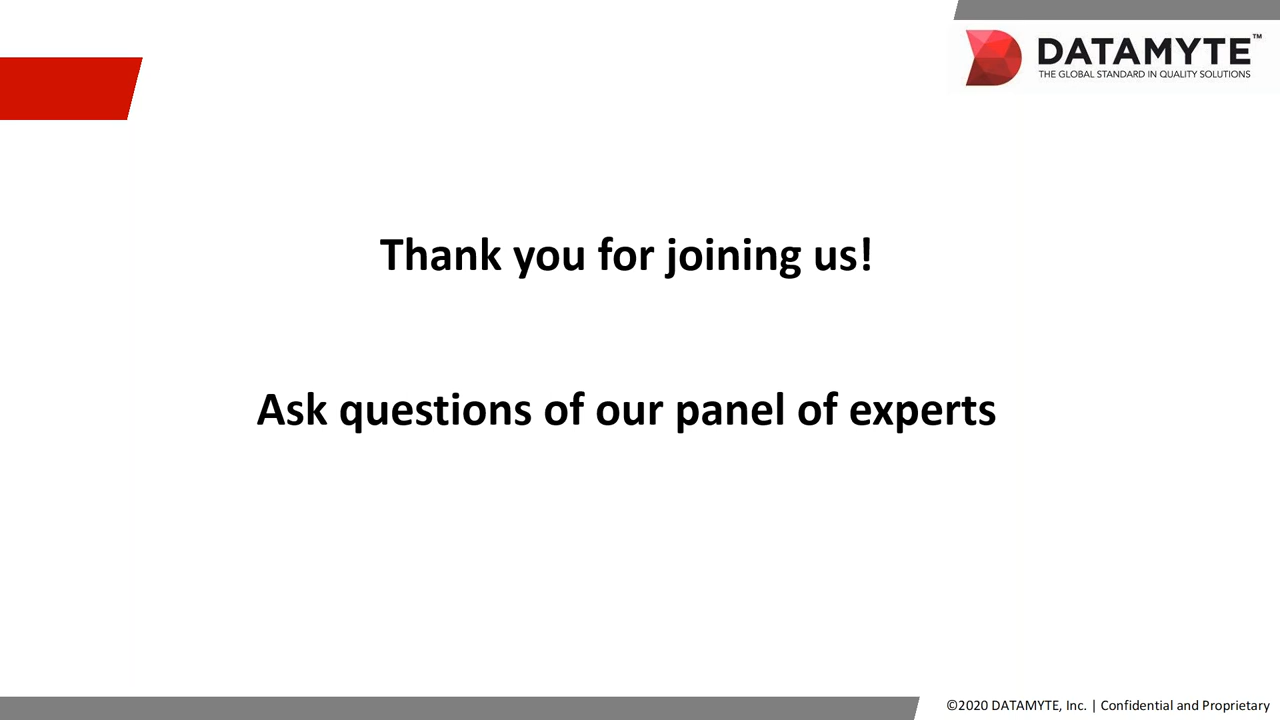 DATAMYTE™
THE GLOBAL STANDARD IN QUALITY SOLUTIONS
Thank you for joining us!
Ask questions of our panel of experts
©2020 DATAMYTE, Inc. | Confidential and Proprietary